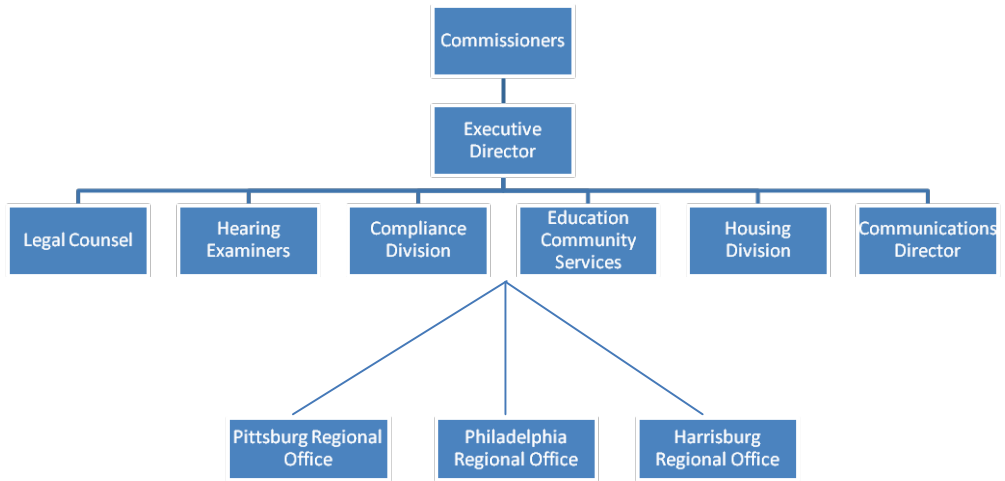 Commissioners
Executive
Director
Legal Counsel
Hearing
Examiners
Compliance
Division
Education
Community
Services
Housing
Division
Communications
Director
Pittsburg Regional
Office
Philadelphia
Regional Office
Harrisburg
Regional Office